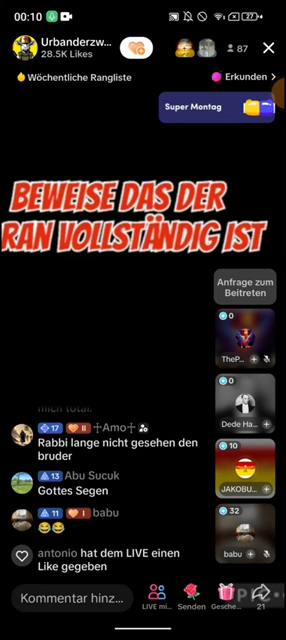 00:10
27
Urbanderzw...
28.5K Likes
87
Wöchentliche Rangliste
Erkunden >
Super Montag
BEWEISE DAS DER
RAN VOLLSTÄNDIG IST
Anfrage zum
Beitreten
0
TheP...
0
Dede Ha...
mich total.
17 II ♱Amo♱
Rabbi lange nicht gesehen den
bruder
10
JAKOBU...
13 Abu Sucuk
Gottes Segen
11 I babu
😂😂
32
babu
antonio hat dem LIVE einen
Like gegeben
Kommentar hinz...
LIVE mi...
Senden
Gesche...
21